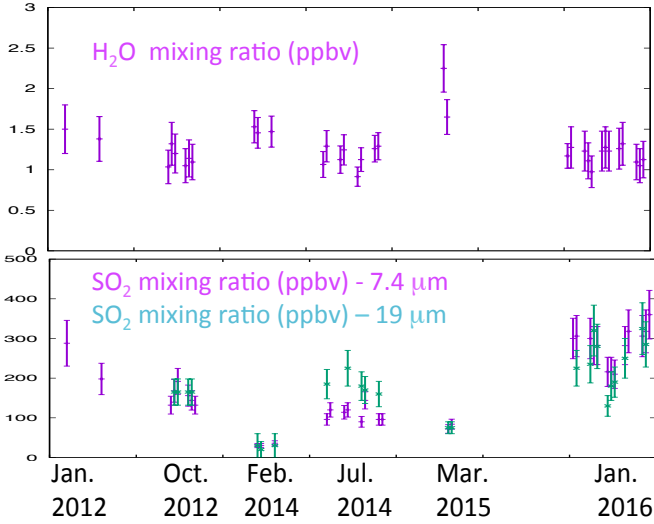 3
2.5
H₂O mixing ratio (ppbv)
2
1.5
1
0.5
0
500
SO₂ mixing ratio (ppbv) - 7.4 μm
400
SO₂ mixing ratio (ppbv) – 19 μm
300
200
100
0
Jan. Oct. Feb. Jul. Mar. Jan.
2012 2012 2014 2014 2015 2016